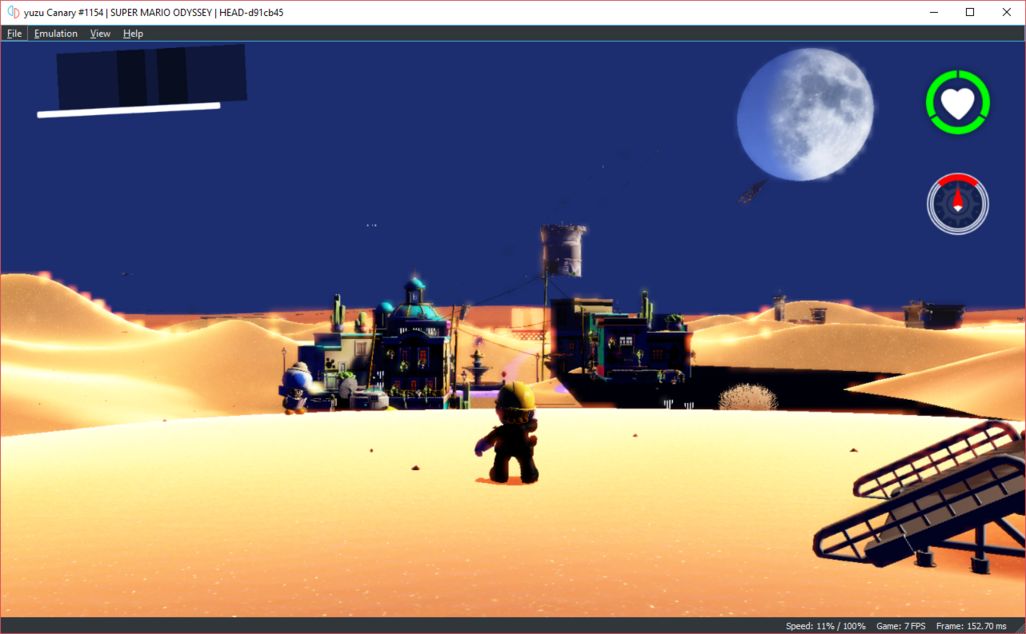 yuzu Canary #1154 | SUPER MARIO ODYSSEY | HEAD-d91cb45
File Emulation View Help
Speed: 11% / 100% Game: 7 FPS Frame: 152.70 ms